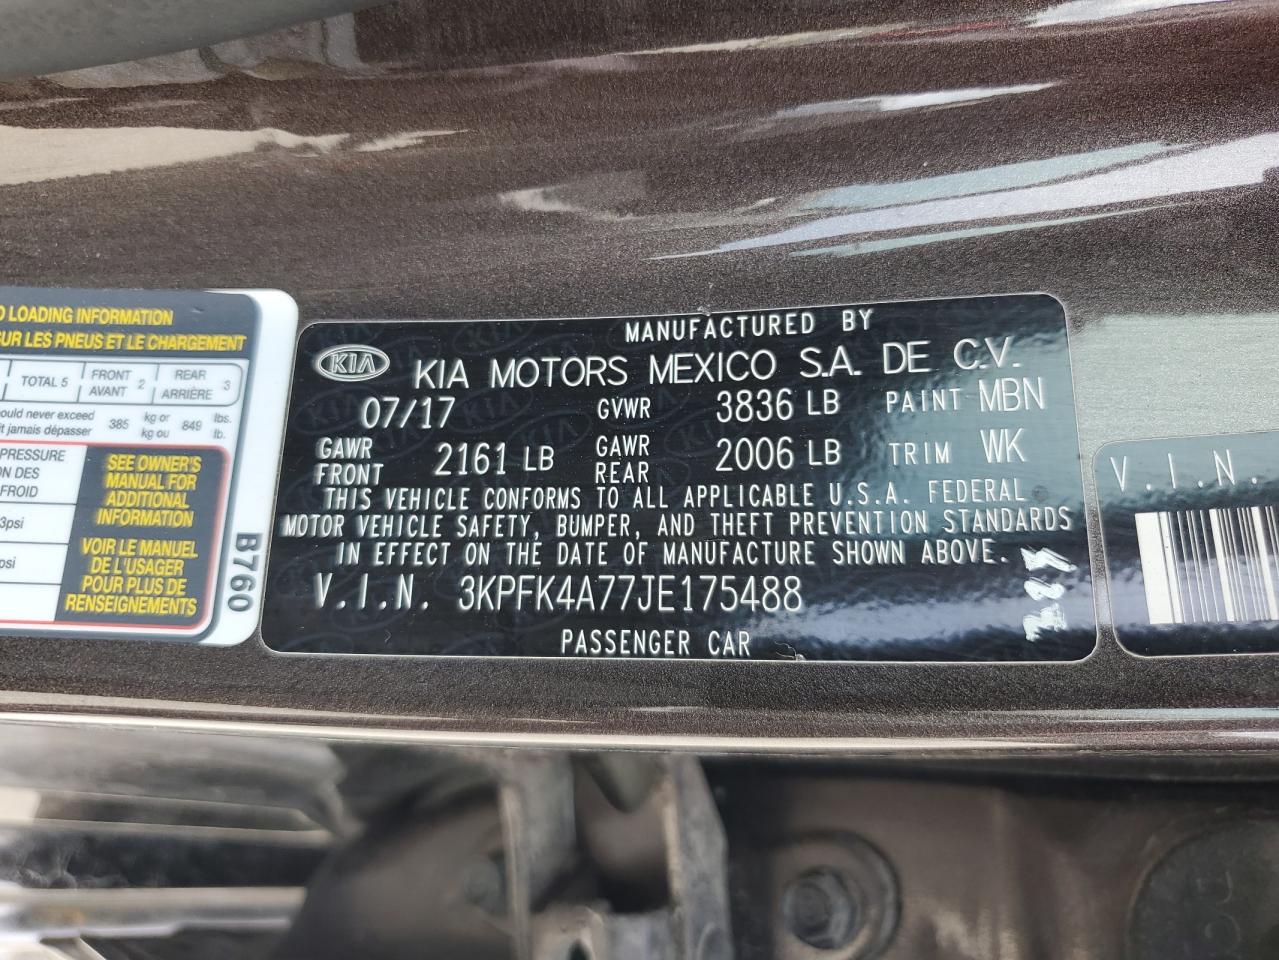 O LOADING INFORMATION
SUR LES PNEUS ET LE CHARGEMENT
TOTAL 5 FRONT AVANT 2 REAR ARRIÈRE 3
ould never exceed 385 kg or 849 lbs.
it jamais dépasser kg ou lb.
PRESSURE
ON DES
FROID
3psi
psi
SEE OWNER'S
MANUAL FOR
ADDITIONAL
INFORMATION
VOIR LE MANUEL
DE L'USAGER
POUR PLUS DE
RENSEIGNEMENTS
B760
MANUFACTURED BY
KIA KIA MOTORS MEXICO S.A. DE C.V.
07/17 GVWR 3836 LB PAINT MBN
GAWR FRONT 2161 LB GAWR REAR 2006 LB TRIM WK
THIS VEHICLE CONFORMS TO ALL APPLICABLE U.S.A. FEDERAL
MOTOR VEHICLE SAFETY, BUMPER, AND THEFT PREVENTION STANDARDS
IN EFFECT ON THE DATE OF MANUFACTURE SHOWN ABOVE.
V.I.N. 3KPFK4A77JE175488
PASSENGER CAR
V.I.N.